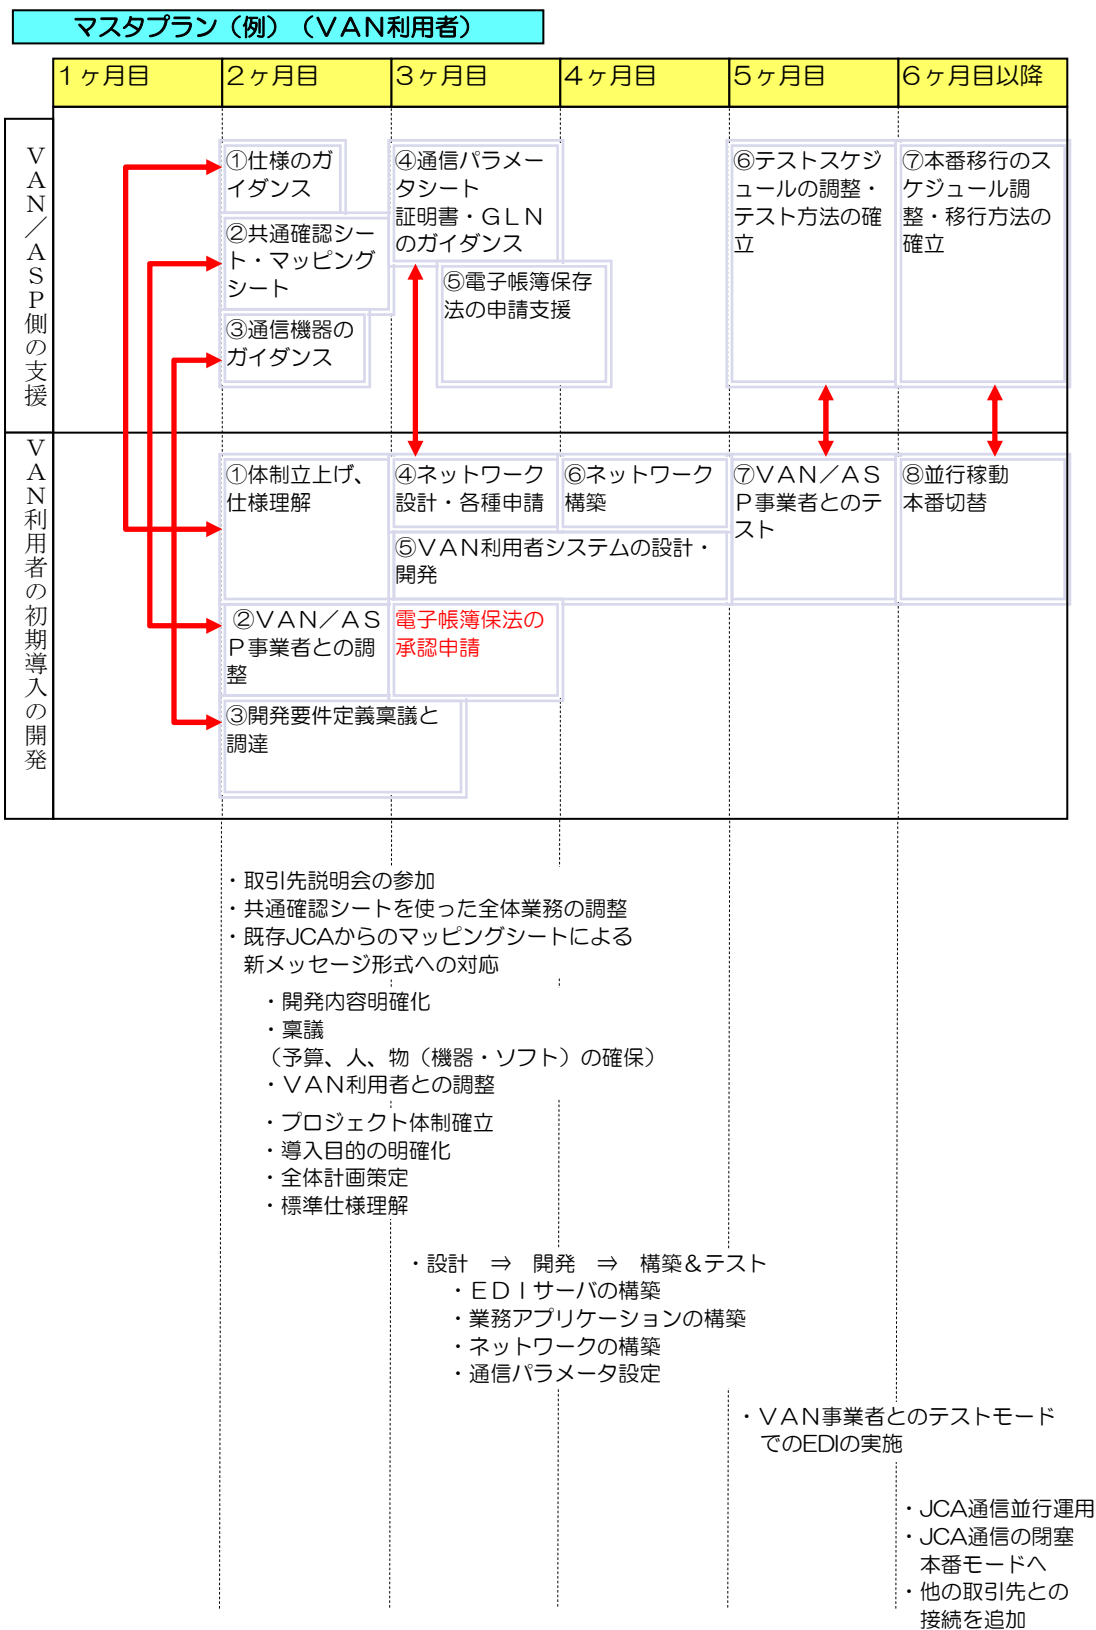 マスタプラン（例）（ＶＡＮ利用者）
１ヶ月目
２ヶ月目
３ヶ月目
４ヶ月目
５ヶ月目
６ヶ月目以降
ＶＡＮ／ＡＳＰ側の支援
①仕様のガ
イダンス
②共通確認シー
ト・マッピング
シート
③通信機器の
ガイダンス
④通信パラメー
タシート
証明書・ＧＬＮ
のガイダンス
⑤電子帳簿保存
法の申請支援
⑥テストスケジ
ュールの調整・
テスト方法の確
立
⑦本番移行のス
ケジュール調
整・移行方法の
確立
ＶＡＮ利用者の初期導入の開発
①体制立上げ、
仕様理解
②ＶＡＮ／ＡＳ
Ｐ事業者との調
整
③開発要件定義稟議と
調達
④ネットワーク
設計・各種申請
⑤ＶＡＮ利用者システムの設計・
開発
電子帳簿保法の
承認申請
⑥ネットワーク
構築
⑦ＶＡＮ／ＡＳ
Ｐ事業者とのテ
スト
⑧並行稼動
本番切替
・取引先説明会の参加
・共通確認シートを使った全体業務の調整
・既存JCAからのマッピングシートによる
新メッセージ形式への対応
・開発内容明確化
・稟議
（予算、人、物（機器・ソフト）の確保）
・ＶＡＮ利用者との調整
・プロジェクト体制確立
・導入目的の明確化
・全体計画策定
・標準仕様理解
・設計　⇒　開発　⇒　構築＆テスト
・ＥＤＩサーバの構築
・業務アプリケーションの構築
・ネットワークの構築
・通信パラメータ設定
・ＶＡＮ事業者とのテストモード
でのEDIの実施
・JCA通信並行運用
・JCA通信の閉塞
本番モードへ
・他の取引先との
接続を追加